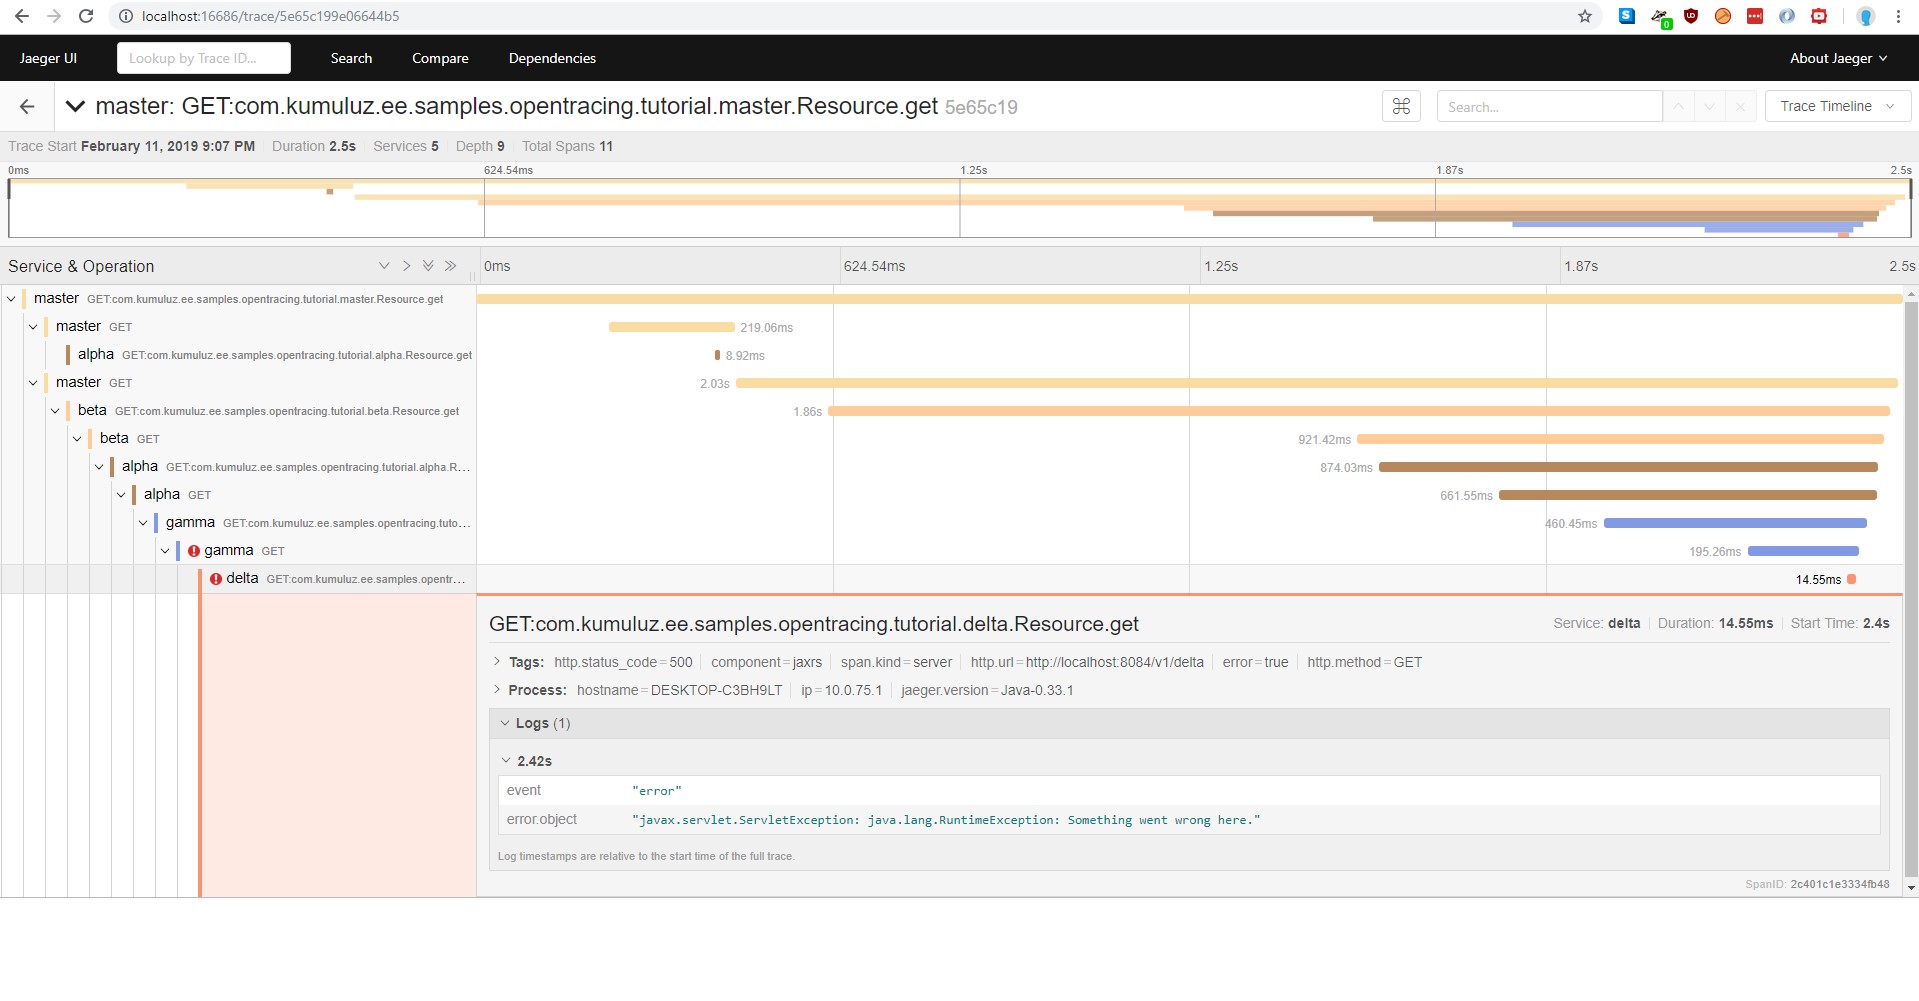 localhost:16686/trace/5e65c199e06644b5
Jaeger UI Lookup by Trace ID... Search Compare Dependencies About Jaeger
master: GET:com.kumuluz.ee.samples.opentracing.tutorial.master.Resource.get 5e65c19 Search... Trace Timeline
Trace Start February 11, 2019 9:07 PM Duration 2.5s Services 5 Depth 9 Total Spans 11
0ms 624.54ms 1.25s 1.87s 2.5s
Service & Operation 0ms 624.54ms 1.25s 1.87s 2.5s
master GET:com.kumuluz.ee.samples.opentracing.tutorial.master.Resource.get
master GET 219.06ms
alpha GET:com.kumuluz.ee.samples.opentracing.tutorial.alpha.Resource.get 8.92ms
master GET 2.03s
beta GET:com.kumuluz.ee.samples.opentracing.tutorial.beta.Resource.get 1.86s
beta GET 921.42ms
alpha GET:com.kumuluz.ee.samples.opentracing.tutorial.alpha.R... 874.03ms
alpha GET 661.55ms
gamma GET:com.kumuluz.ee.samples.opentracing.tuto... 460.45ms
gamma GET 195.26ms
delta GET:com.kumuluz.ee.samples.opentr... 14.55ms
GET:com.kumuluz.ee.samples.opentracing.tutorial.delta.Resource.get Service: delta Duration: 14.55ms Start Time: 2.4s
Tags: http.status_code=500 component=jaxrs span.kind=server http.url=http://localhost:8084/v1/delta error=true http.method=GET
Process: hostname=DESKTOP-C3BH9LT ip=10.0.75.1 jaeger.version=Java-0.33.1
Logs (1)
2.42s
event "error"
error.object "javax.servlet.ServletException: java.lang.RuntimeException: Something went wrong here."
Log timestamps are relative to the start time of the full trace.
SpanID: 2c401c1e3334fb48